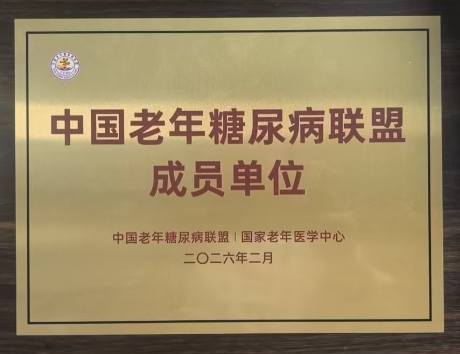 中国老年糖尿病联盟
成员单位
中国老年糖尿病联盟 | 国家老年医学中心
二〇二六年二月